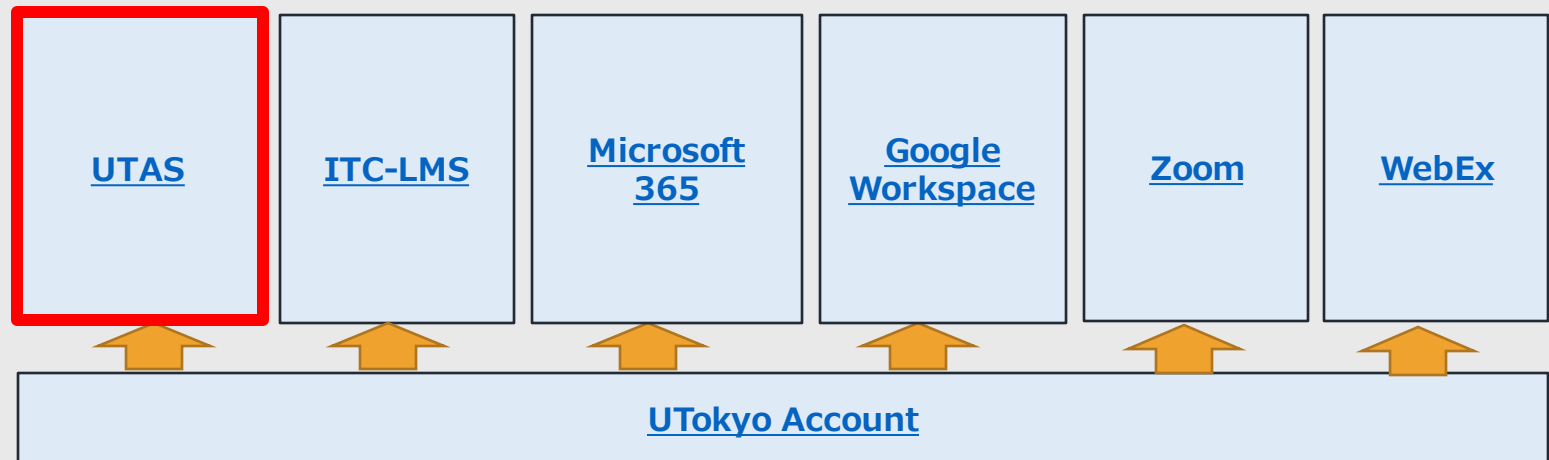 UTAS
ITC-LMS
Microsoft
365
Google
Workspace
Zoom
WebEx
UTokyo Account